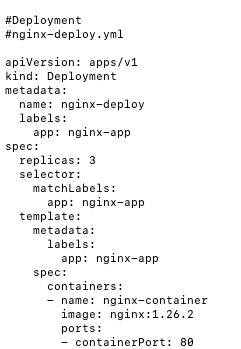 #Deployment
#nginx-deploy.yml

apiVersion: apps/v1
kind: Deployment
metadata:
  name: nginx-deploy
  labels:
    app: nginx-app
spec:
  replicas: 3
  selector:
    matchLabels:
      app: nginx-app
  template:
    metadata:
      labels:
        app: nginx-app
    spec:
      containers:
      - name: nginx-container
        image: nginx:1.26.2
        ports:
        - containerPort: 80